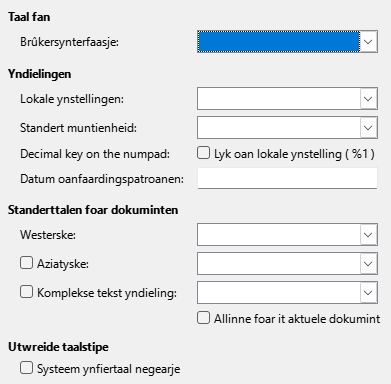 Taal fan
Brûkersynterfaasje:
Yndielingen
Lokale ynstellingen:
Standert muntienheid:
Decimal key on the numpad: Lyk oan lokale ynstelling ( %1 )
Datum oanfaardingspatroanen:
Standerttalen foar dokuminten
Westerske:
Aziatyske:
Komplekse tekst yndieling:
Allinne foar it aktuele dokumint
Utwreide taalstipe
Systeem ynfiertaal negearje